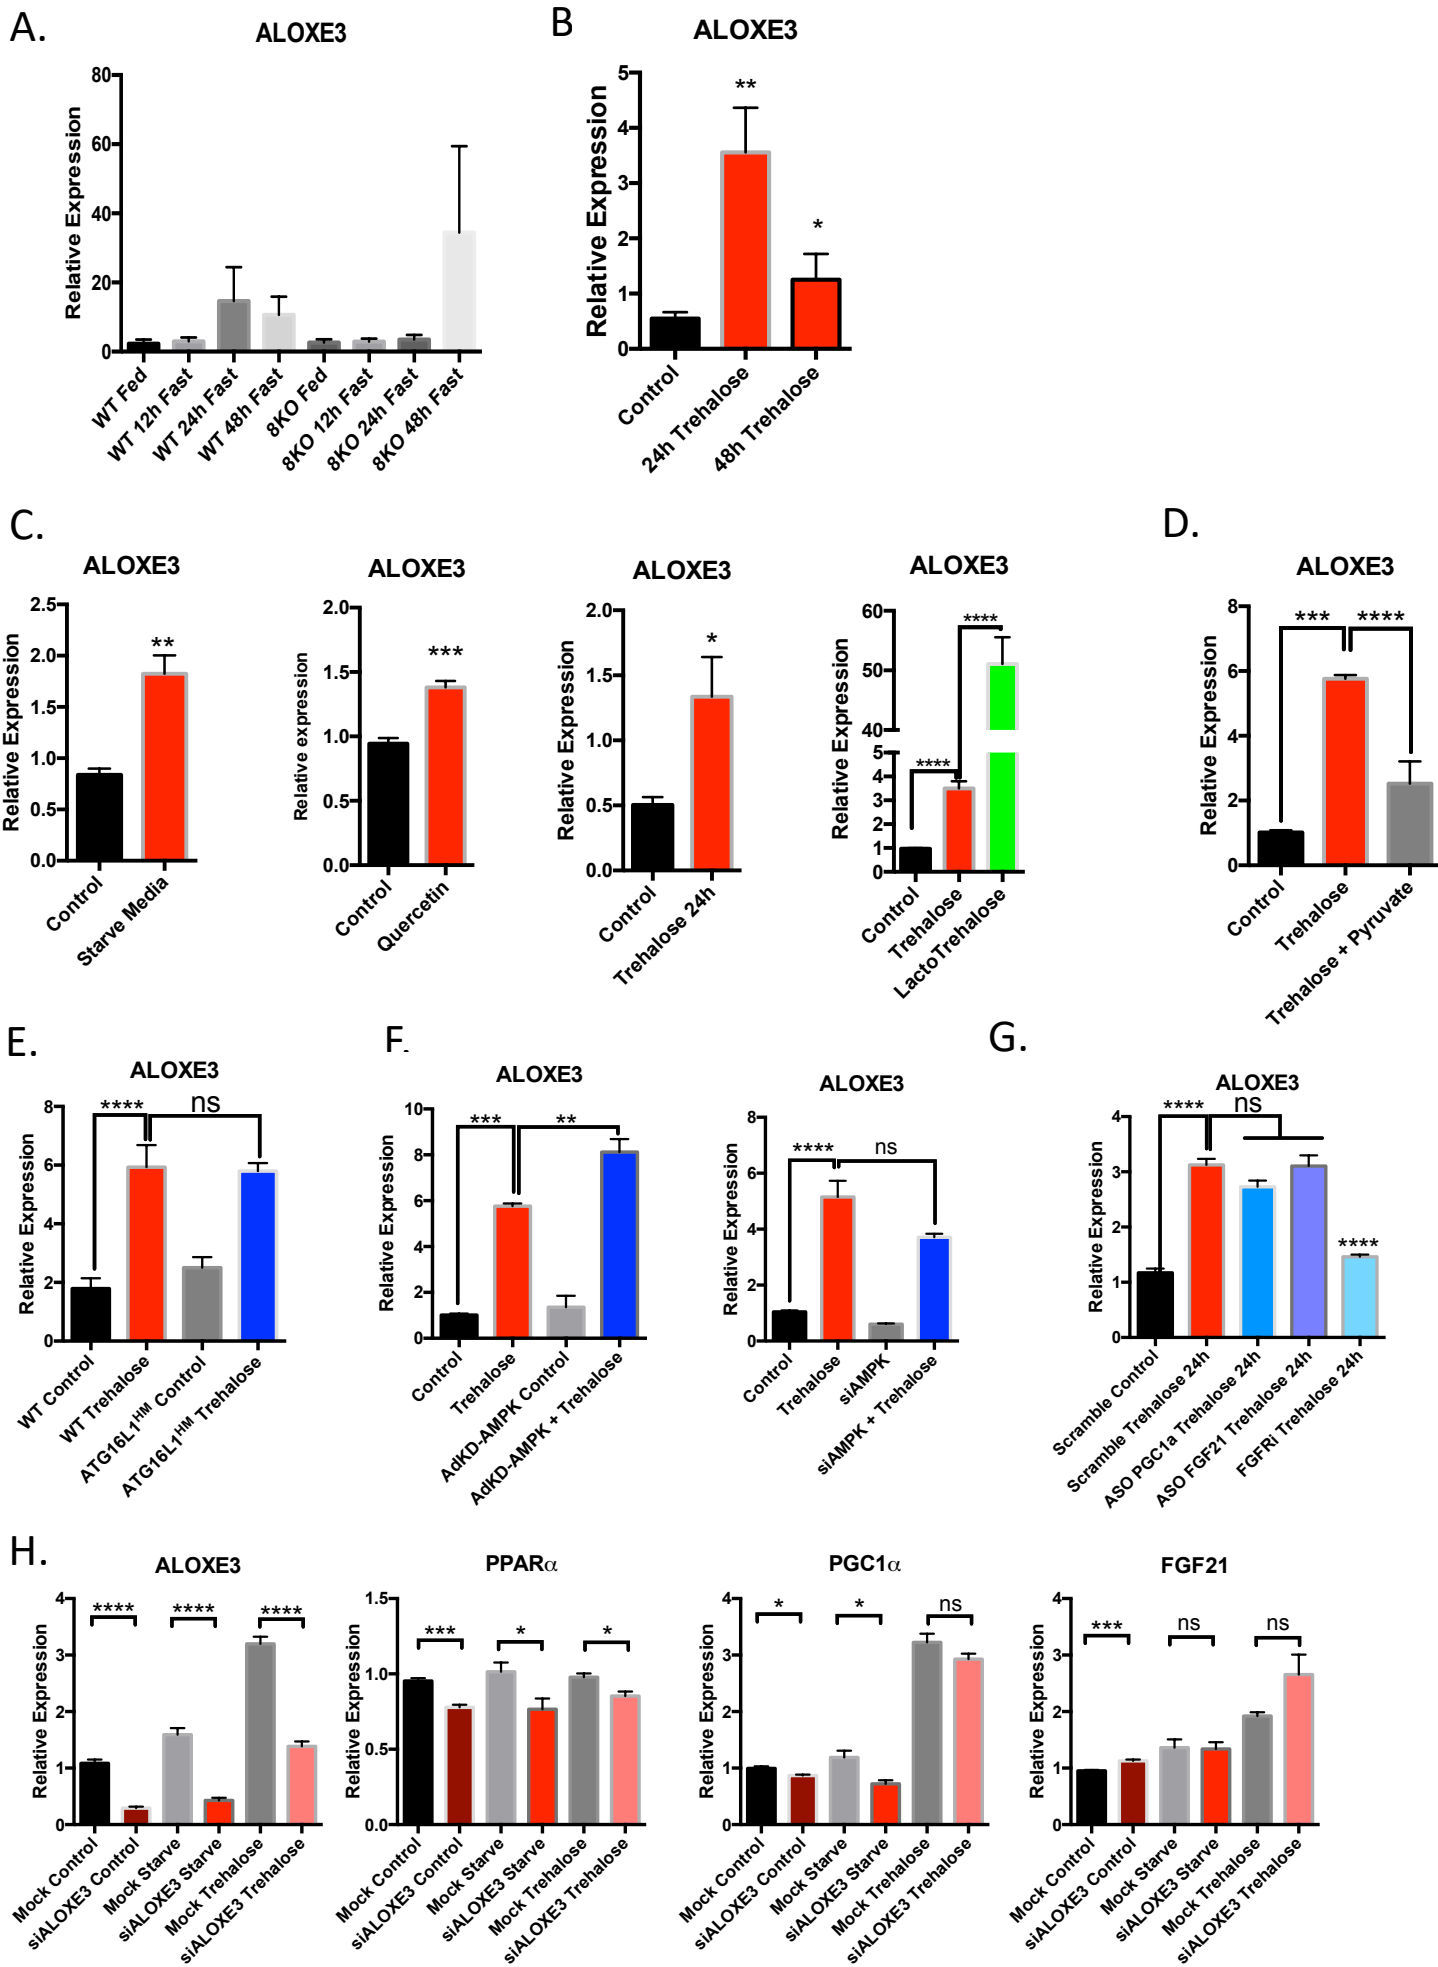 A.
ALOXE3
Relative Expression
80
60
40
20
0
WT Fed
WT 12h Fast
WT 24h Fast
WT 48h Fast
8KO Fed
8KO 12h Fast
8KO 24h Fast
8KO 48h Fast
B
ALOXE3
Relative Expression
5
4
3
2
1
0
**
*
Control
24h Trehalose
48h Trehalose
C.
ALOXE3
Relative Expression
2.5
2.0
1.5
1.0
0.5
0.0
**
Control
Starve Media
ALOXE3
Relative expression
2.0
1.5
1.0
0.5
0.0
***
Control
Quercetin
ALOXE3
Relative Expression
2.0
1.5
1.0
0.5
0.0
*
Control
Trehalose 24h
ALOXE3
Relative Expression
60
50
40
5
4
3
2
1
0
****
****
Control
Trehalose
LactoTrehalose
D.
ALOXE3
Relative Expression
8
6
4
2
0
***
****
Control
Trehalose
Trehalose + Pyruvate
E.
ALOXE3
Relative Expression
8
6
4
2
0
****
ns
WT Control
WT Trehalose
ATG16L1HM Control
ATG16L1HM Trehalose
F.
ALOXE3
Relative Expression
10
8
6
4
2
0
***
**
Control
Trehalose
AdKD-AMPK Control
AdKD-AMPK + Trehalose
ALOXE3
Relative Expression
8
6
4
2
0
****
ns
Control
Trehalose
siAMPK
siAMPK + Trehalose
G.
ALOXE3
Relative Expression
4
3
2
1
0
****
ns
****
Scramble Control
Scramble Trehalose 24h
ASO PGC1a Trehalose 24h
ASO FGF21 Trehalose 24h
FGFRi Trehalose 24h
H.
ALOXE3
Relative Expression
4
3
2
1
0
****
****
****
Mock Control
siALOXE3 Control
Mock Starve
siALOXE3 Starve
Mock Trehalose
siALOXE3 Trehalose
PPARα
Relative Expression
1.5
1.0
0.5
0.0
***
*
*
Mock Control
siALOXE3 Control
Mock Starve
siALOXE3 Starve
Mock Trehalose
siALOXE3 Trehalose
PGC1α
Relative Expression
4
3
2
1
0
*
*
ns
Mock Control
siALOXE3 Control
Mock Starve
siALOXE3 Starve
Mock Trehalose
siALOXE3 Trehalose
FGF21
Relative Expression
4
3
2
1
0
***
ns
ns
Mock Control
siALOXE3 Control
Mock Starve
siALOXE3 Starve
Mock Trehalose
siALOXE3 Trehalose